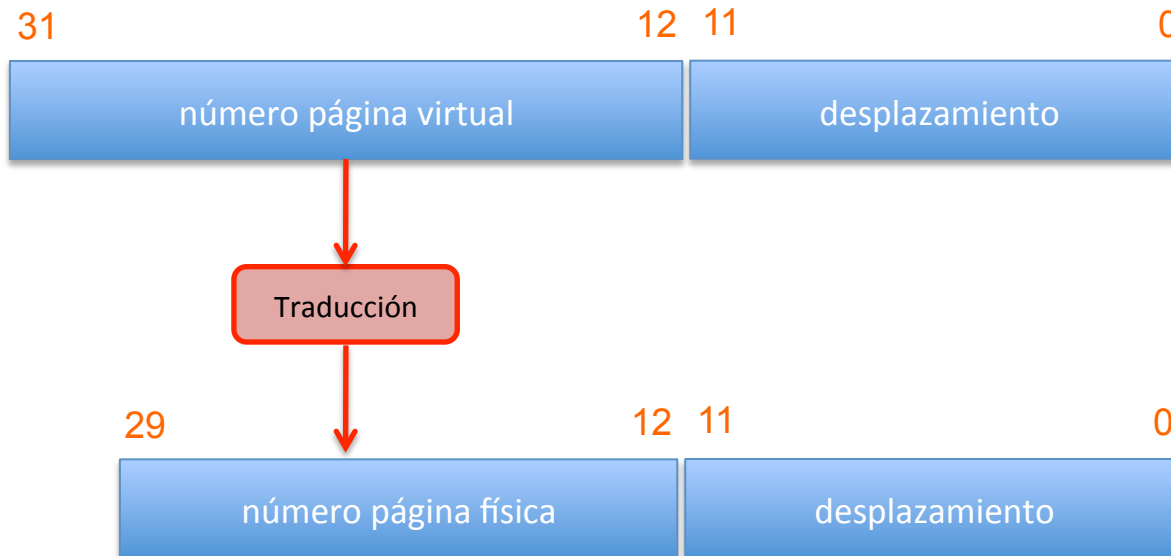 31 12 11 0
número página virtual desplazamiento
Traducción
29 12 11 0
número página física desplazamiento